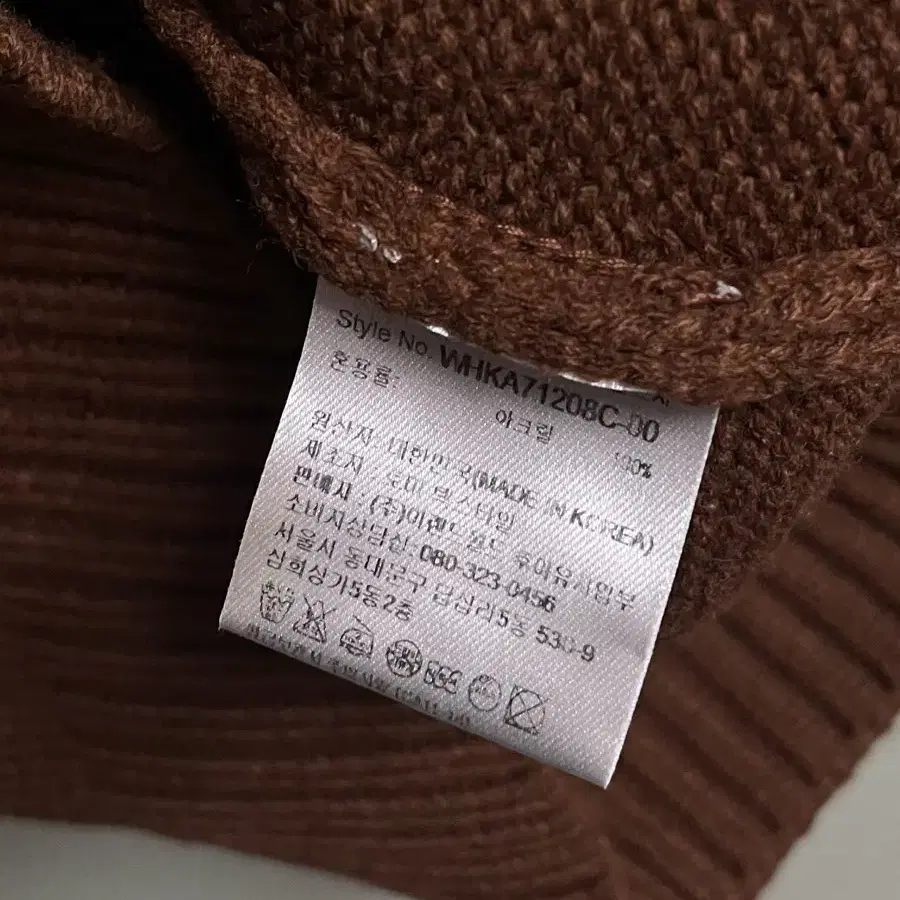 Style No. WHKA71208C-00
혼용률:
아크릴 100%
원산지: 대한민국(MADE IN KOREA)
제조자 /
판매자 : (주)이랜드 월드 후아유사업부
소비자상담실: 080-323-0456
서울시 동대문구 답십리5동 530-9
삼희상가5동2층